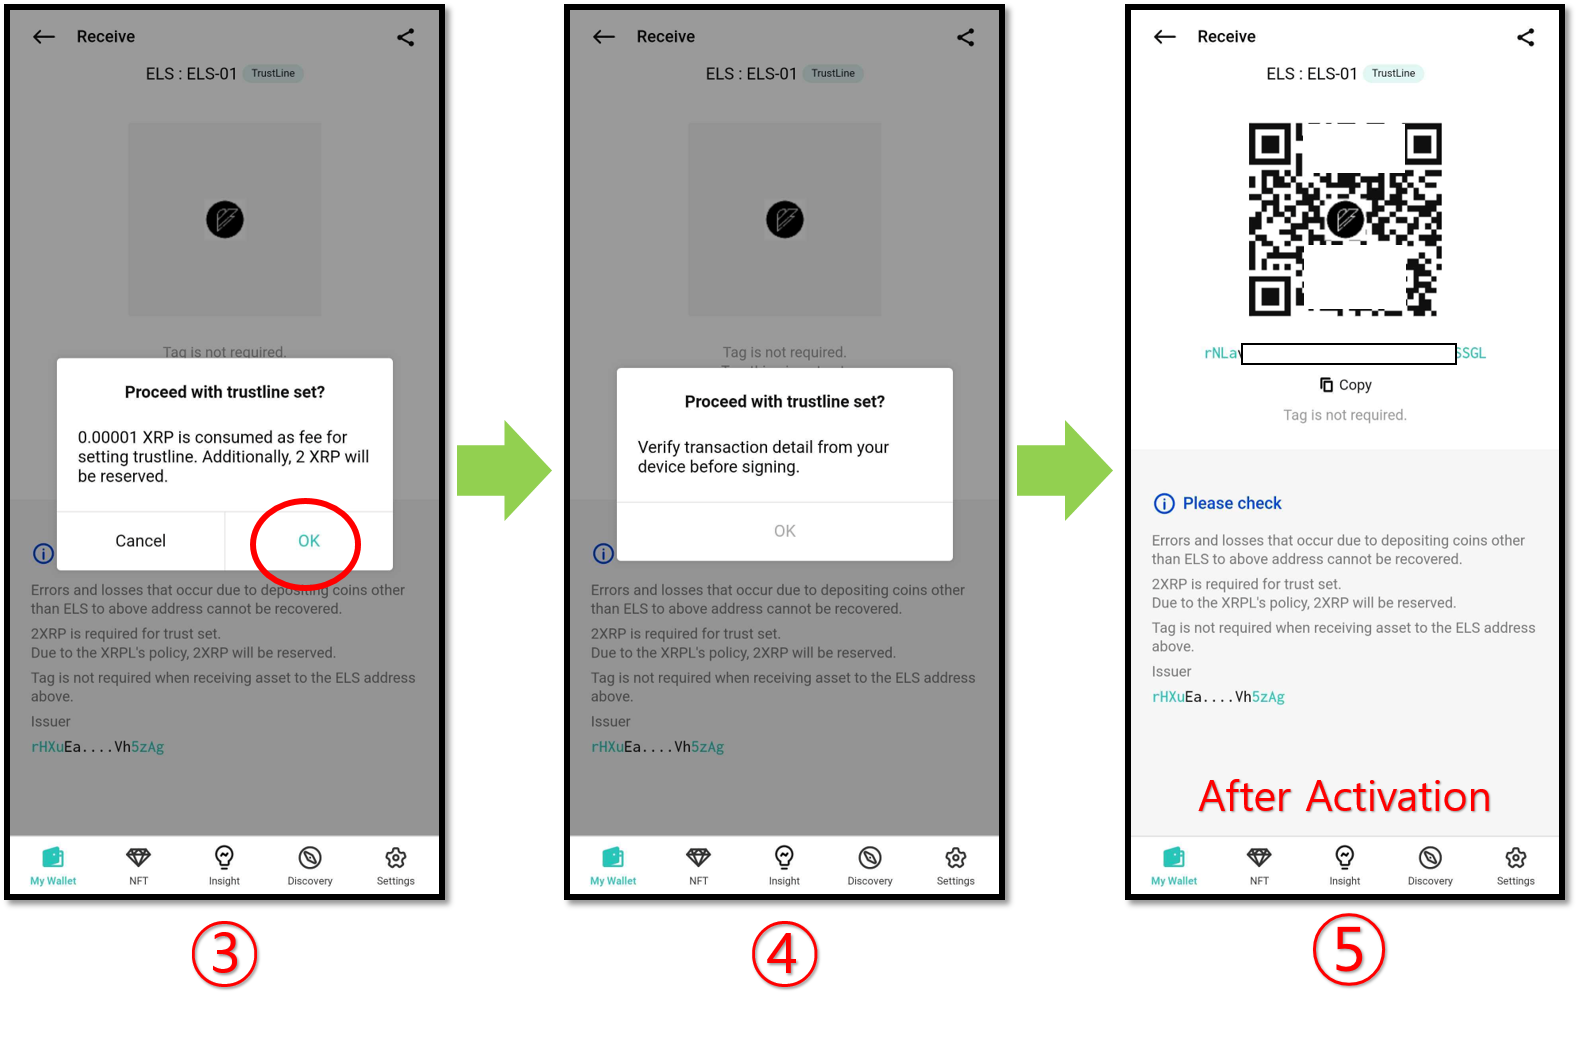 Receive
ELS : ELS-01 TrustLine
Tag is not required.
Proceed with trustline set?
0.00001 XRP is consumed as fee for
setting trustline. Additionally, 2 XRP will
be reserved.
Cancel OK
Errors and losses that occur due to depositing coins other
than ELS to above address cannot be recovered.
2XRP is required for trust set.
Due to the XRPL's policy, 2XRP will be reserved.
Tag is not required when receiving asset to the ELS address
above.
Issuer
rHXuEa....Vh5zAg
My Wallet NFT Insight Discovery Settings
③
Receive
ELS : ELS-01 TrustLine
Tag is not required.
Proceed with trustline set?
Verify transaction detail from your
device before signing.
OK
Errors and losses that occur due to depositing coins other
than ELS to above address cannot be recovered.
2XRP is required for trust set.
Due to the XRPL's policy, 2XRP will be reserved.
Tag is not required when receiving asset to the ELS address
above.
Issuer
rHXuEa....Vh5zAg
My Wallet NFT Insight Discovery Settings
④
Receive
ELS : ELS-01 TrustLine
rNLa SSGL
Copy
Tag is not required.
Please check
Errors and losses that occur due to depositing coins other
than ELS to above address cannot be recovered.
2XRP is required for trust set.
Due to the XRPL's policy, 2XRP will be reserved.
Tag is not required when receiving asset to the ELS address
above.
Issuer
rHXuEa....Vh5zAg
After Activation
My Wallet NFT Insight Discovery Settings
⑤